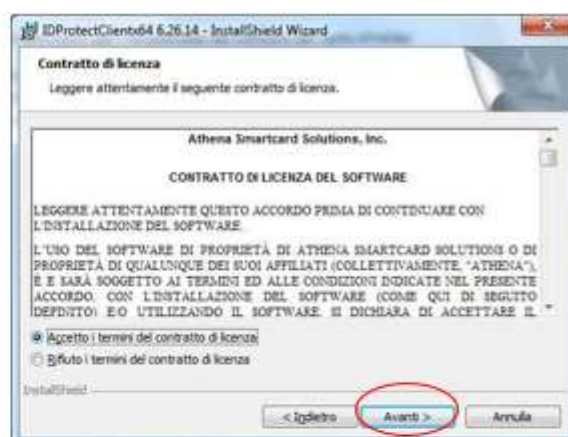 IDProtectClientx64 6.26.14 - InstallShield Wizard
Contratto di licenza
Leggere attentamente il seguente contratto di licenza.
Athena Smartcard Solutions, Inc.
CONTRATTO DI LICENZA DEL SOFTWARE
LEGGERE ATTENTAMENTE QUESTO ACCORDO PRIMA DI CONTINUARE CON
L'INSTALLAZIONE DEL SOFTWARE.
L'USO DEL SOFTWARE DI PROPRIETÀ DI ATHENA SMARTCARD SOLUTIONS O DI
PROPRIETÀ DI QUALUNQUE DEI SUOI AFFILIATI (COLLETTIVAMENTE, "ATHENA"),
È E SARÀ SOGGETTO AI TERMINI ED ALLE CONDIZIONI INDICATE NEL PRESENTE
ACCORDO. CON L'INSTALLAZIONE DEL SOFTWARE (COME QUI DI SEGUITO
DEFINITO) E/O UTILIZZANDO IL SOFTWARE, SI DICHIARA DI ACCETTARE IL
Accetto i termini del contratto di licenza
Rifiuto i termini del contratto di licenza
InstallShield
< Indietro Avanti > Annulla